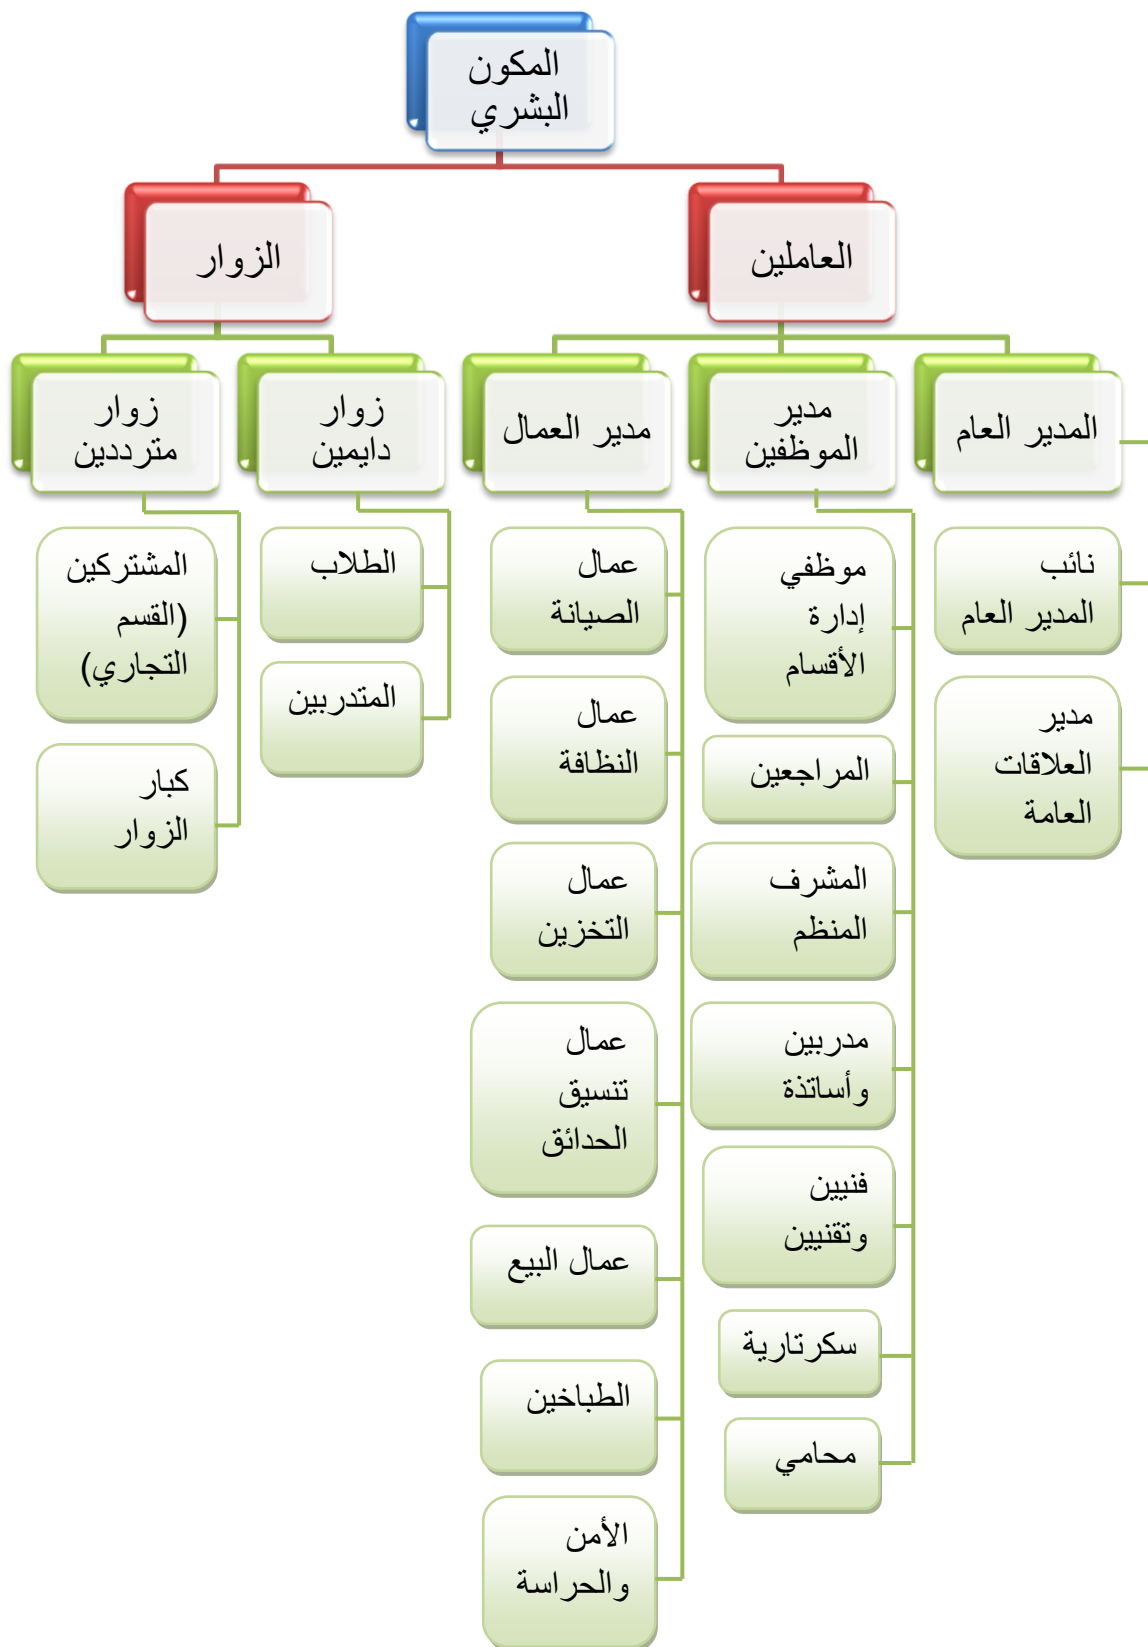 المكون
البشري
العاملين
الزوار
المدير العام
مدير
الموظفين
مدير العمال
زوار
دايمين
زوار
مترددين
نائب
المدير العام
مدير
العلاقات
العامة
موظفي
إدارة
الأقسام
المراجعين
المشرف
المنظم
مدربين
وأساتذة
فنيين
وتقنيين
سكرتارية
محامي
عمال
الصيانة
عمال
النظافة
عمال
التخزين
عمال
تنسيق
الحدائق
عمال البيع
الطباخين
الأمن
والحراسة
الطلاب
المتدربين
المشتركين
(القسم
التجاري)
كبار
الزوار